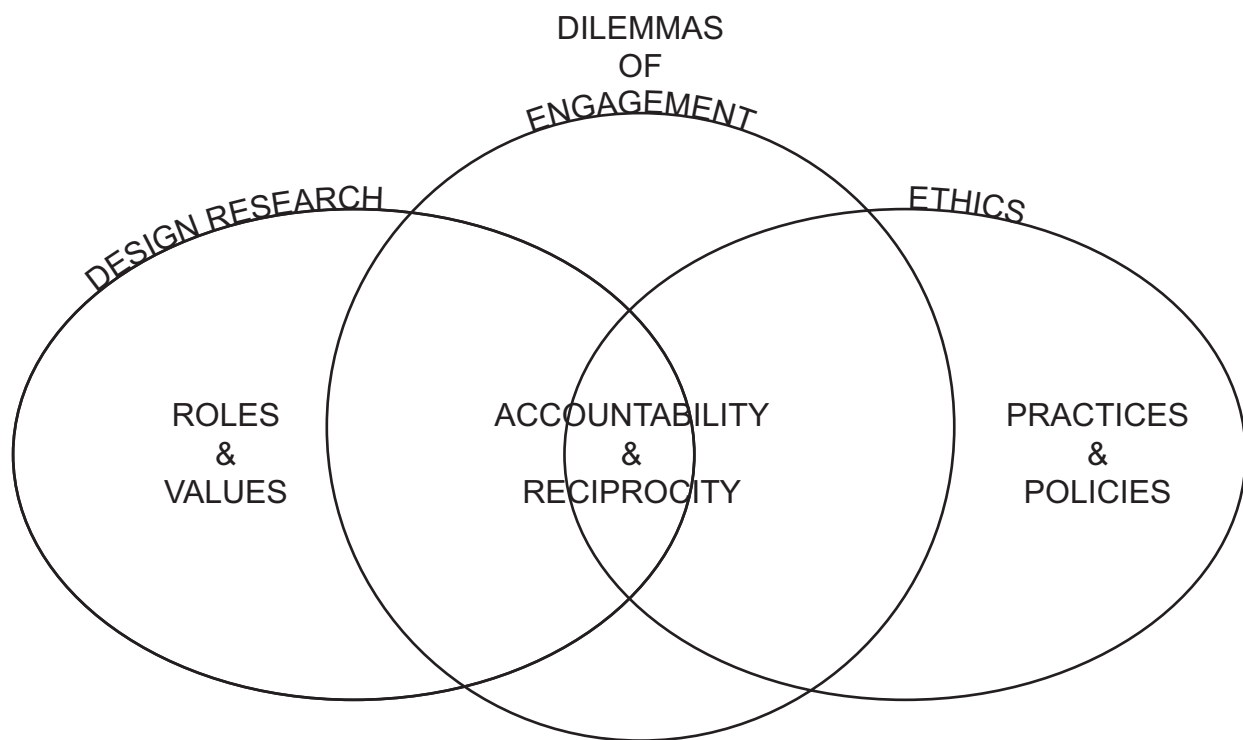 DILEMMAS
OF
ENGAGEMENT
DESIGN RESEARCH
ETHICS
ROLES
&
VALUES
ACCOUNTABILITY
&
RECIPROCITY
PRACTICES
&
POLICIES